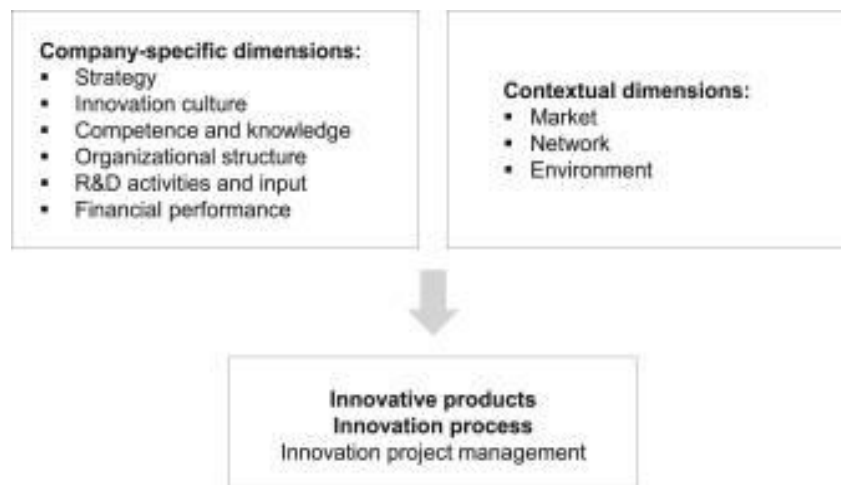 Company-specific dimensions:
▪ Strategy
▪ Innovation culture
▪ Competence and knowledge
▪ Organizational structure
▪ R&D activities and input
▪ Financial performance
Contextual dimensions:
▪ Market
▪ Network
▪ Environment
Innovative products
Innovation process
Innovation project management